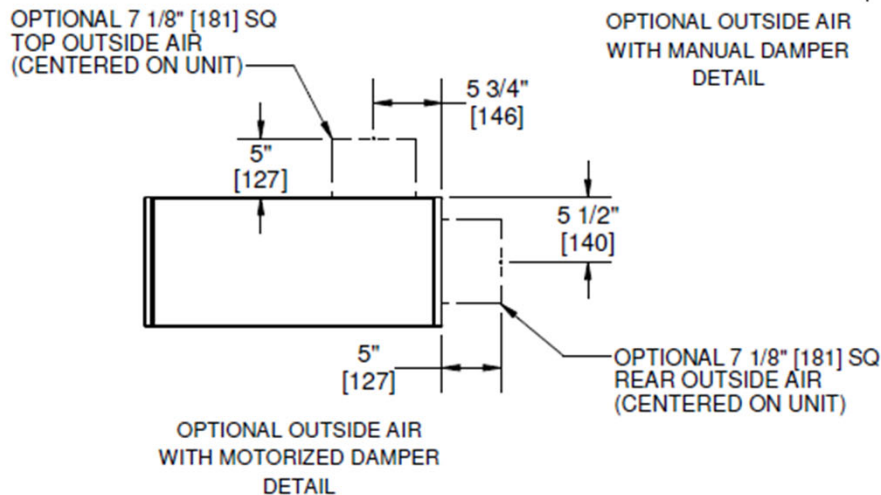 OPTIONAL 7 1/8" [181] SQ
TOP OUTSIDE AIR
(CENTERED ON UNIT)
OPTIONAL OUTSIDE AIR
WITH MANUAL DAMPER
DETAIL
5 3/4"
[146]
5"
[127]
5 1/2"
[140]
5"
[127]
OPTIONAL 7 1/8" [181] SQ
REAR OUTSIDE AIR
(CENTERED ON UNIT)
OPTIONAL OUTSIDE AIR
WITH MOTORIZED DAMPER
DETAIL